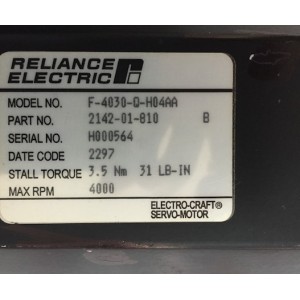 RELIANCE
ELECTRIC
MODEL NO. F-4030-Q-H04AA
PART NO. 2142-01-810 B
SERIAL NO. H000564
DATE CODE 2297
STALL TORQUE 3.5 Nm 31 LB-IN
MAX RPM 4000
ELECTRO-CRAFT®
SERVO-MOTOR